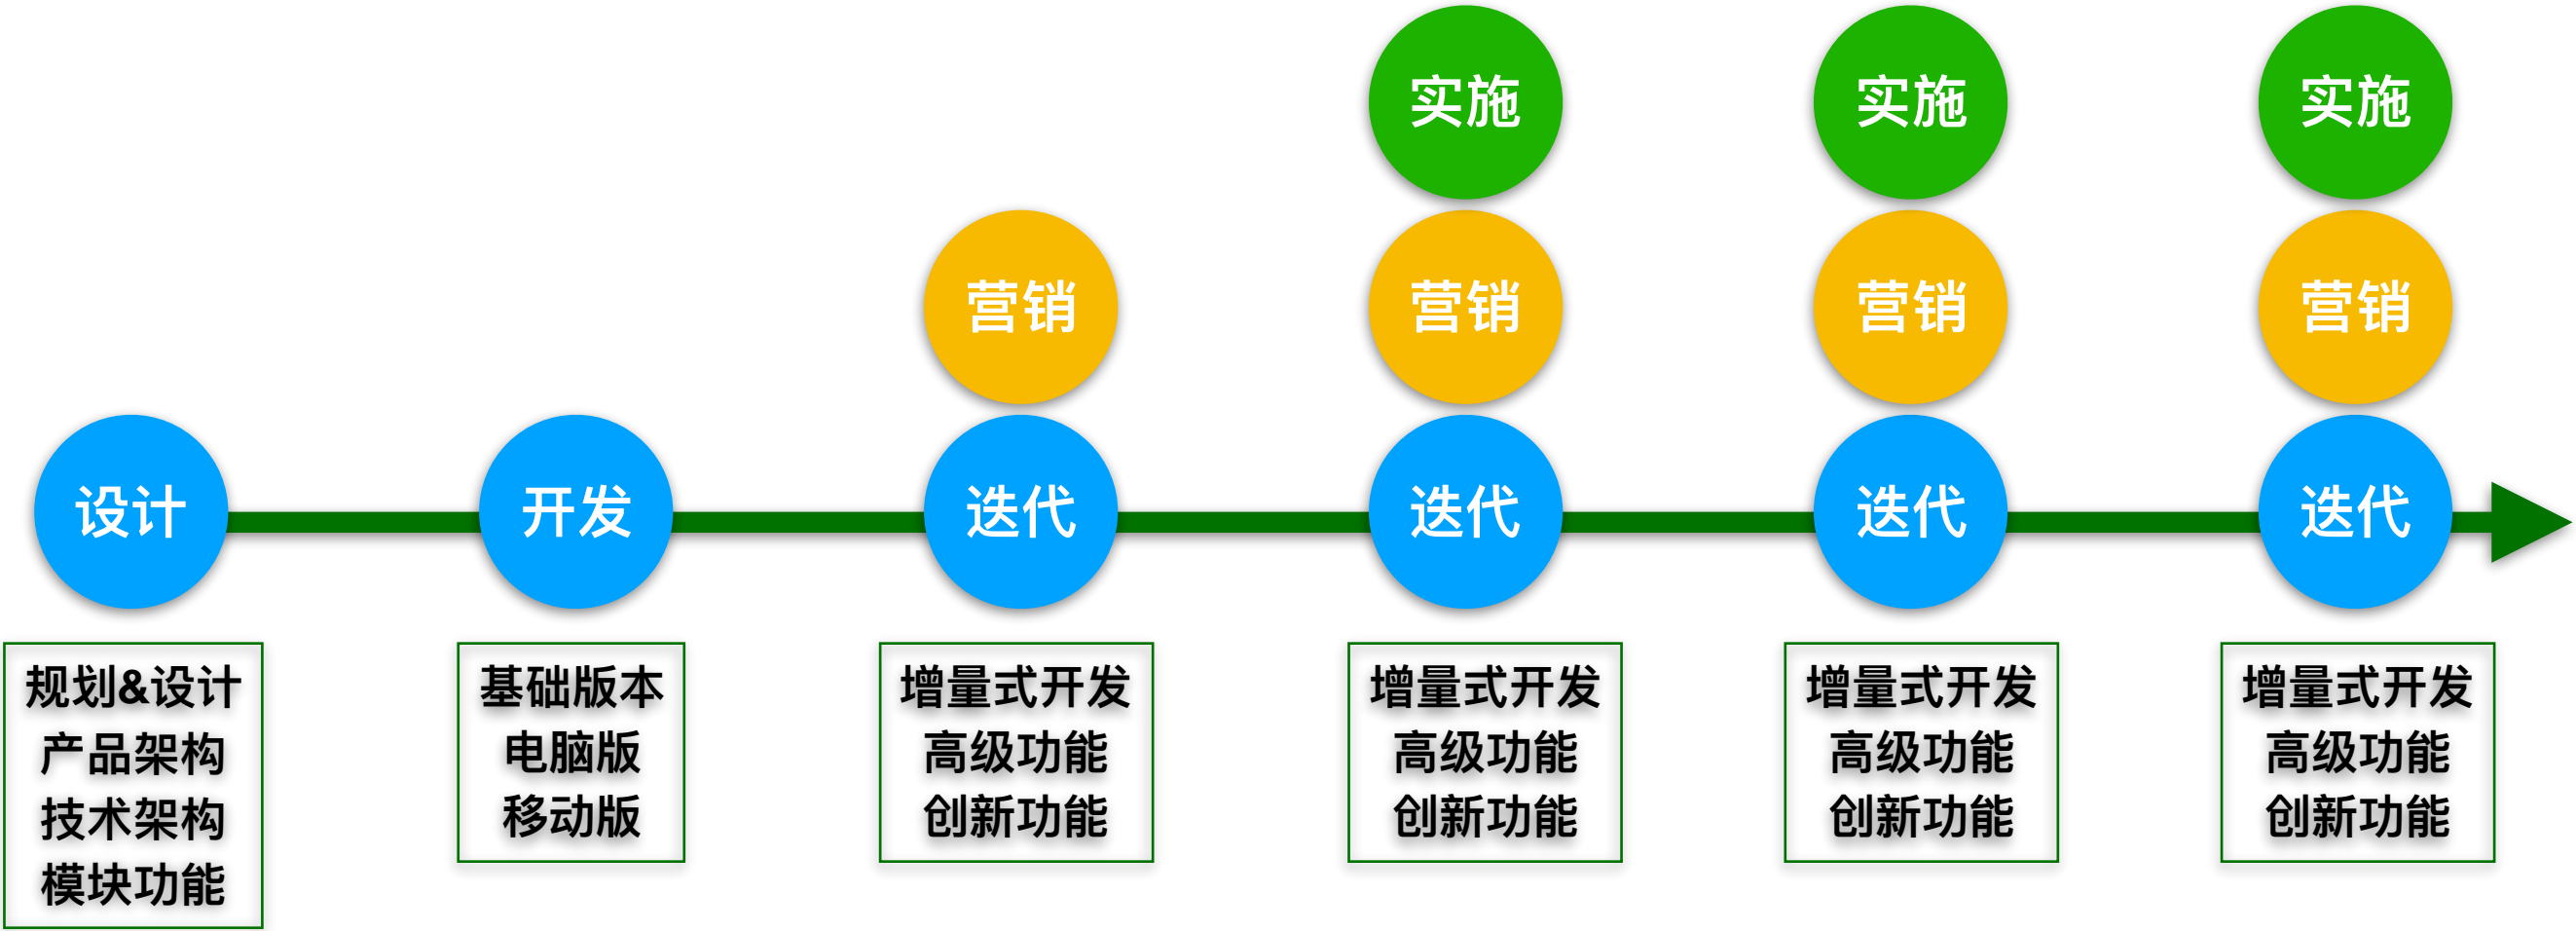 实施
实施
实施
营销
营销
营销
营销
设计
开发
迭代
迭代
迭代
迭代
规划&设计
产品架构
技术架构
模块功能
基础版本
电脑版
移动版
增量式开发
高级功能
创新功能
增量式开发
高级功能
创新功能
增量式开发
高级功能
创新功能
增量式开发
高级功能
创新功能